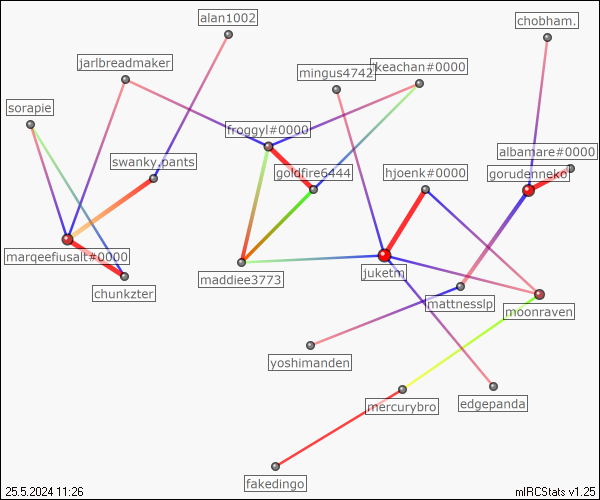 alan1002
chobham.
jarlbreadmaker
mingus4742
keachan#0000
sorapie
froggyl#0000
albamare#0000
swanky.pants
goldfire6444
hjoenk#0000
gorudenneko
marqeefiusalt#0000
maddiee3773
juketm
chunkzter
mattnesslp
moonraven
yoshimanden
mercurybro
edgepanda
fakedingo
25.5.2024 11:26
mIRCStats v1.25